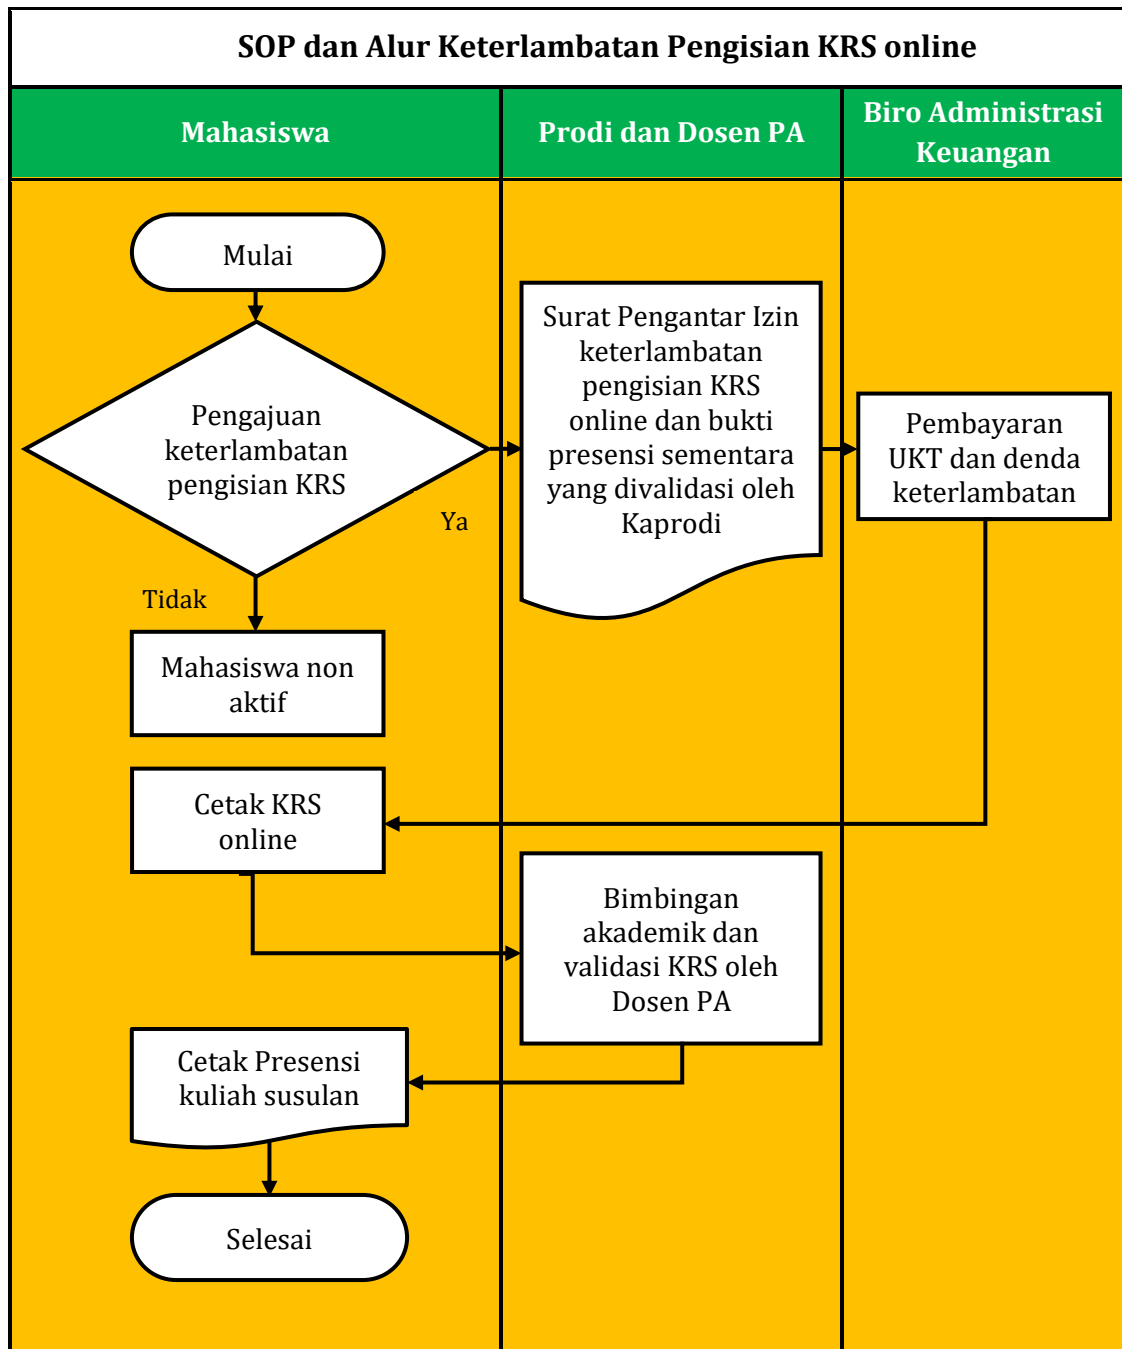 SOP dan Alur Keterlambatan Pengisian KRS online
Mahasiswa
Prodi dan Dosen PA
Biro Administrasi
Keuangan
Mulai
Pengajuan
keterlambatan
pengisian KRS
Ya
Tidak
Surat Pengantar Izin
keterlambatan
pengisian KRS
online dan bukti
presensi sementara
yang divalidasi oleh
Kaprodi
Pembayaran
UKT dan denda
keterlambatan
Mahasiswa non
aktif
Cetak KRS
online
Bimbingan
akademik dan
validasi KRS oleh
Dosen PA
Cetak Presensi
kuliah susulan
Selesai